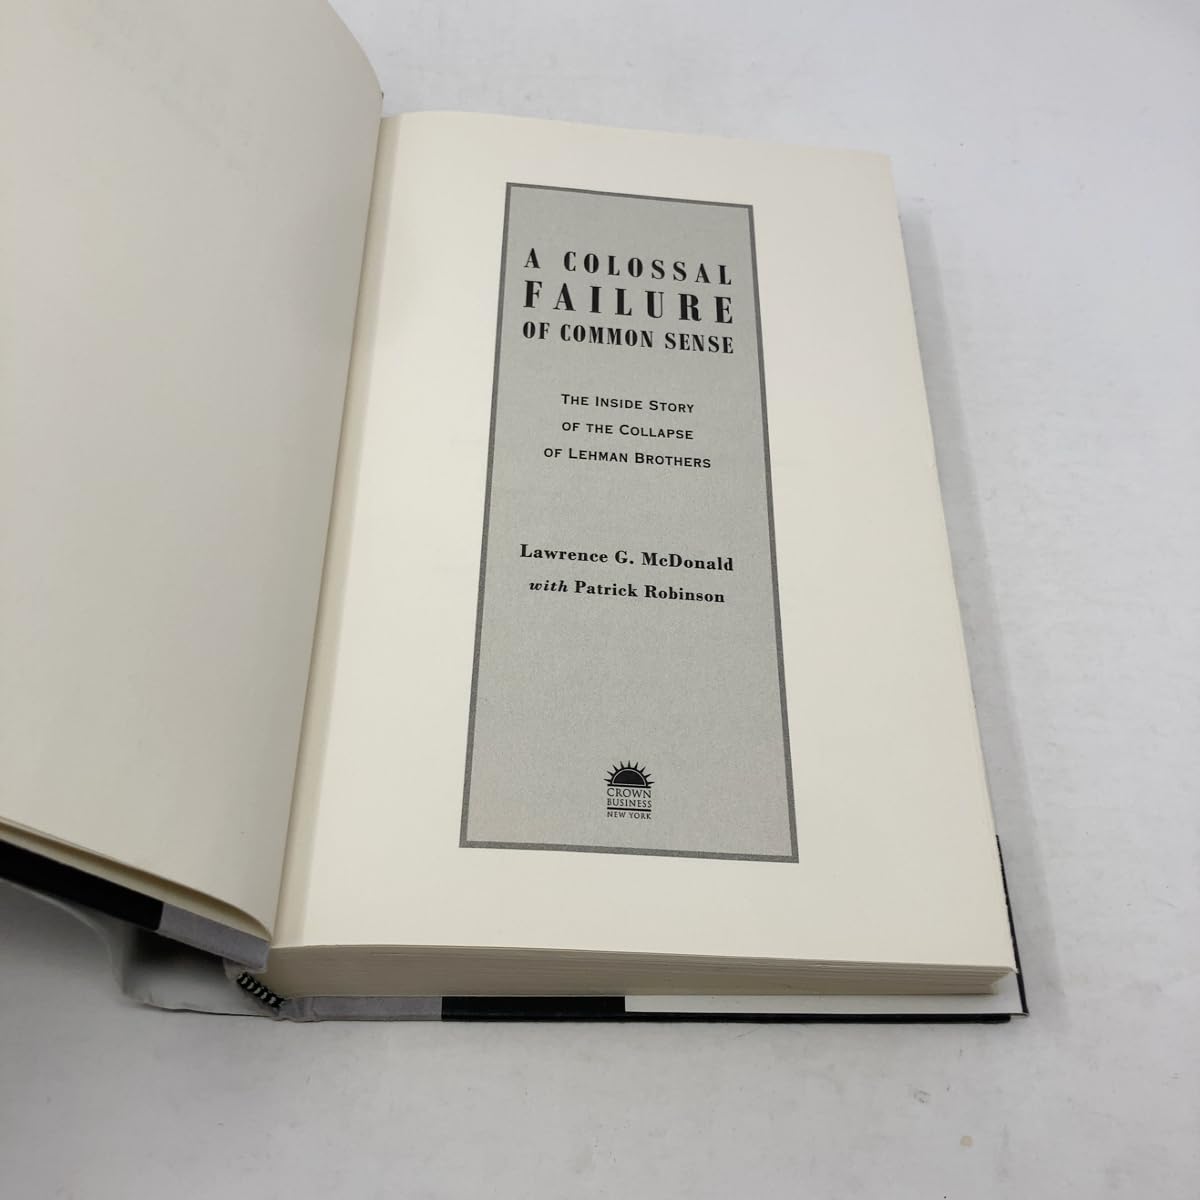 A COLOSSAL
FAILURE
OF COMMON SENSE
THE INSIDE STORY
OF THE COLLAPSE
OF LEHMAN BROTHERS
Lawrence G. McDonald
with Patrick Robinson
CROWN
BUSINESS
NEW YORK